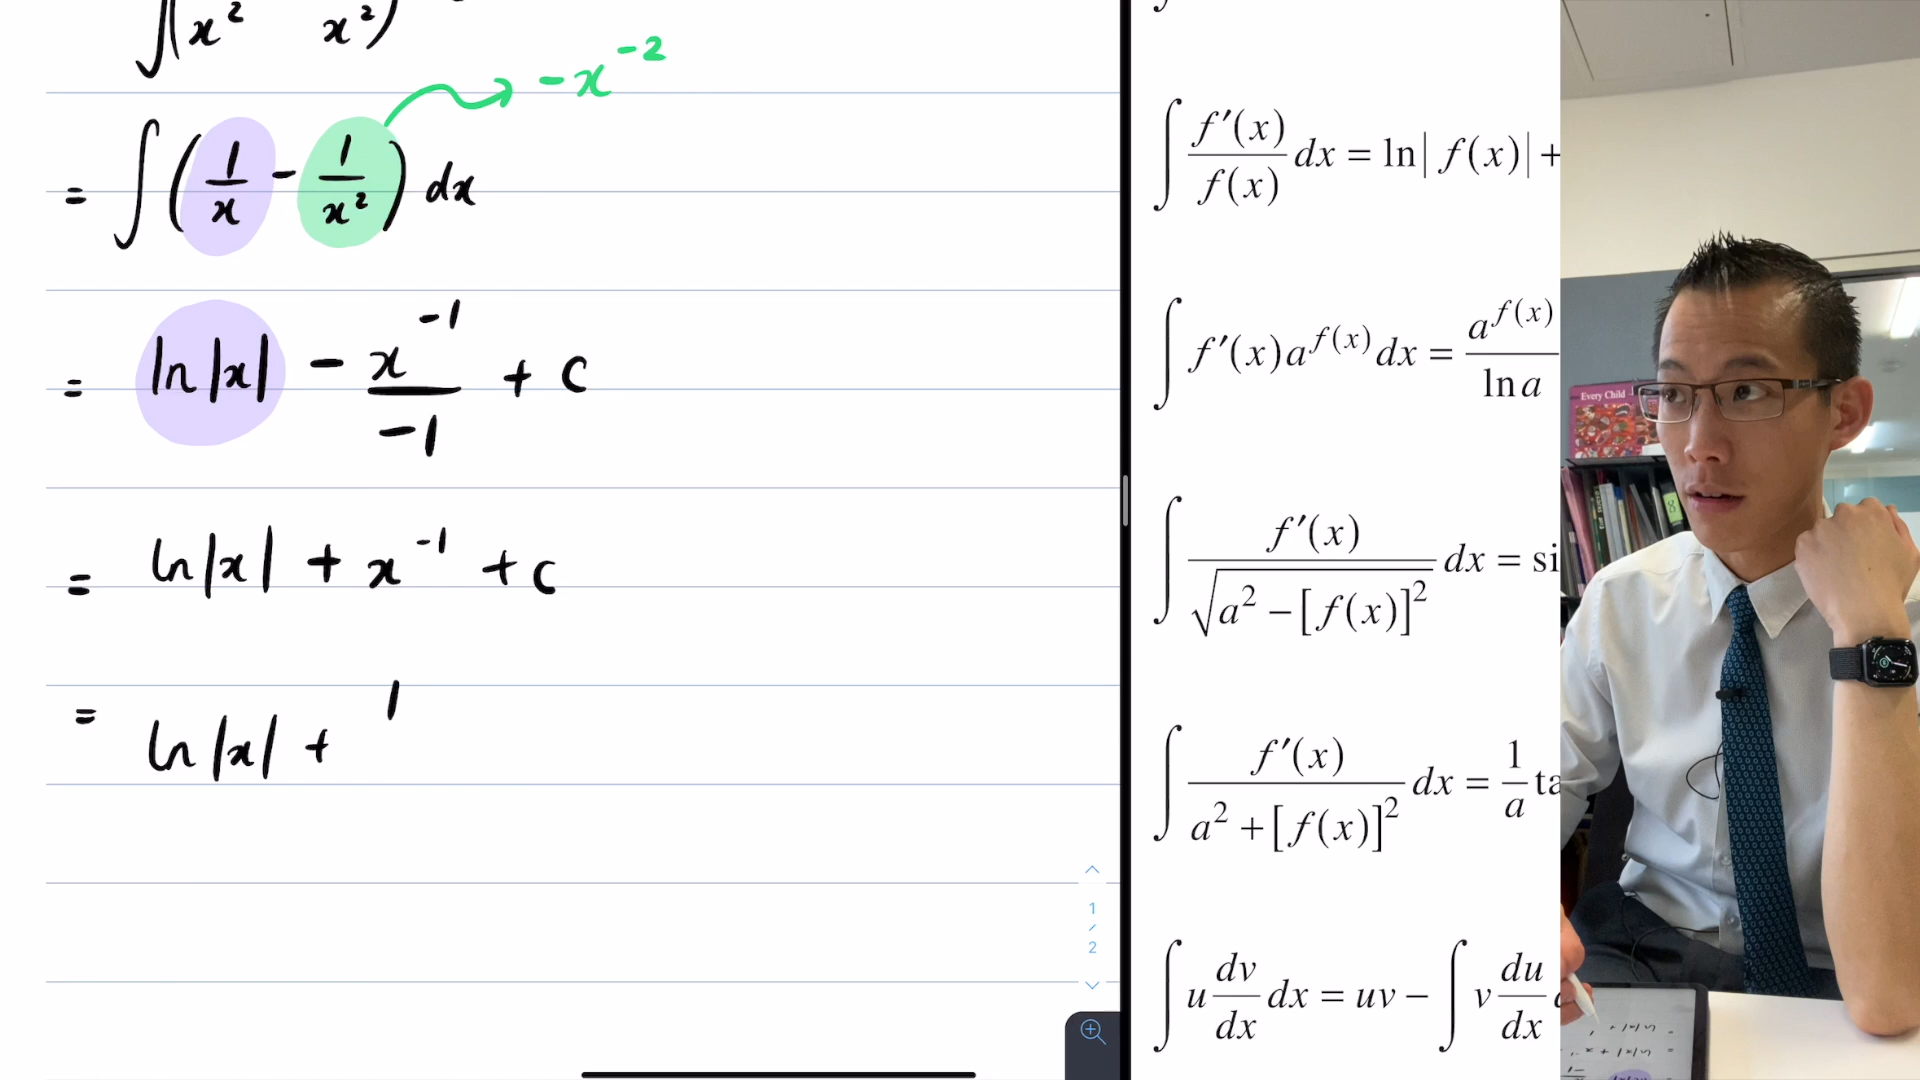 ∫(x² x²)
-x⁻²
= ∫(1/x - 1/x²) dx
= ln|x| - x⁻¹/-1 + c
= ln|x| + x⁻¹ + c
= ln|x| + 1
1
/
2
∫ f′(x)/f(x) dx = ln|f(x)| +
∫ f′(x)a^f(x) dx = a^f(x)/ln a
∫ f′(x)/√(a² − [f(x)]²) dx = si
∫ f′(x)/(a² + [f(x)]²) dx = 1/a ta
∫ u dv/dx dx = uv − ∫ v du/dx
Every Child